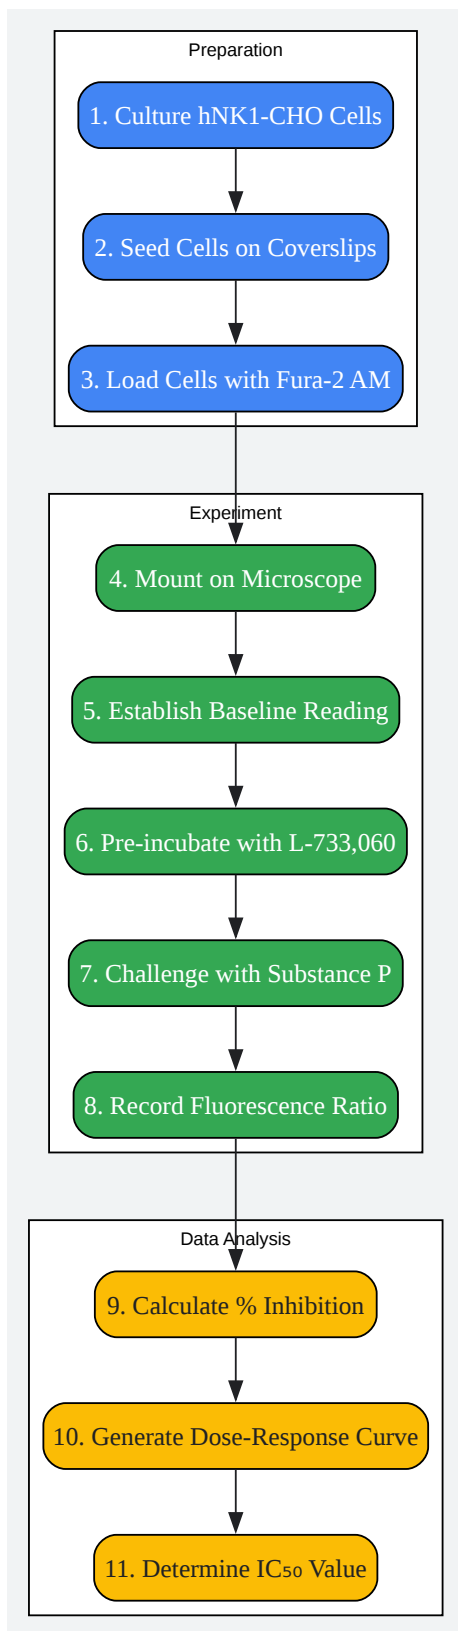 Preparation
1. Culture hNK1-CHO Cells
2. Seed Cells on Coverslips
3. Load Cells with Fura-2 AM
Experiment
4. Mount on Microscope
5. Establish Baseline Reading
6. Pre-incubate with L-733,060
7. Challenge with Substance P
8. Record Fluorescence Ratio
Data Analysis
9. Calculate % Inhibition
10. Generate Dose-Response Curve
11. Determine IC₅₀ Value